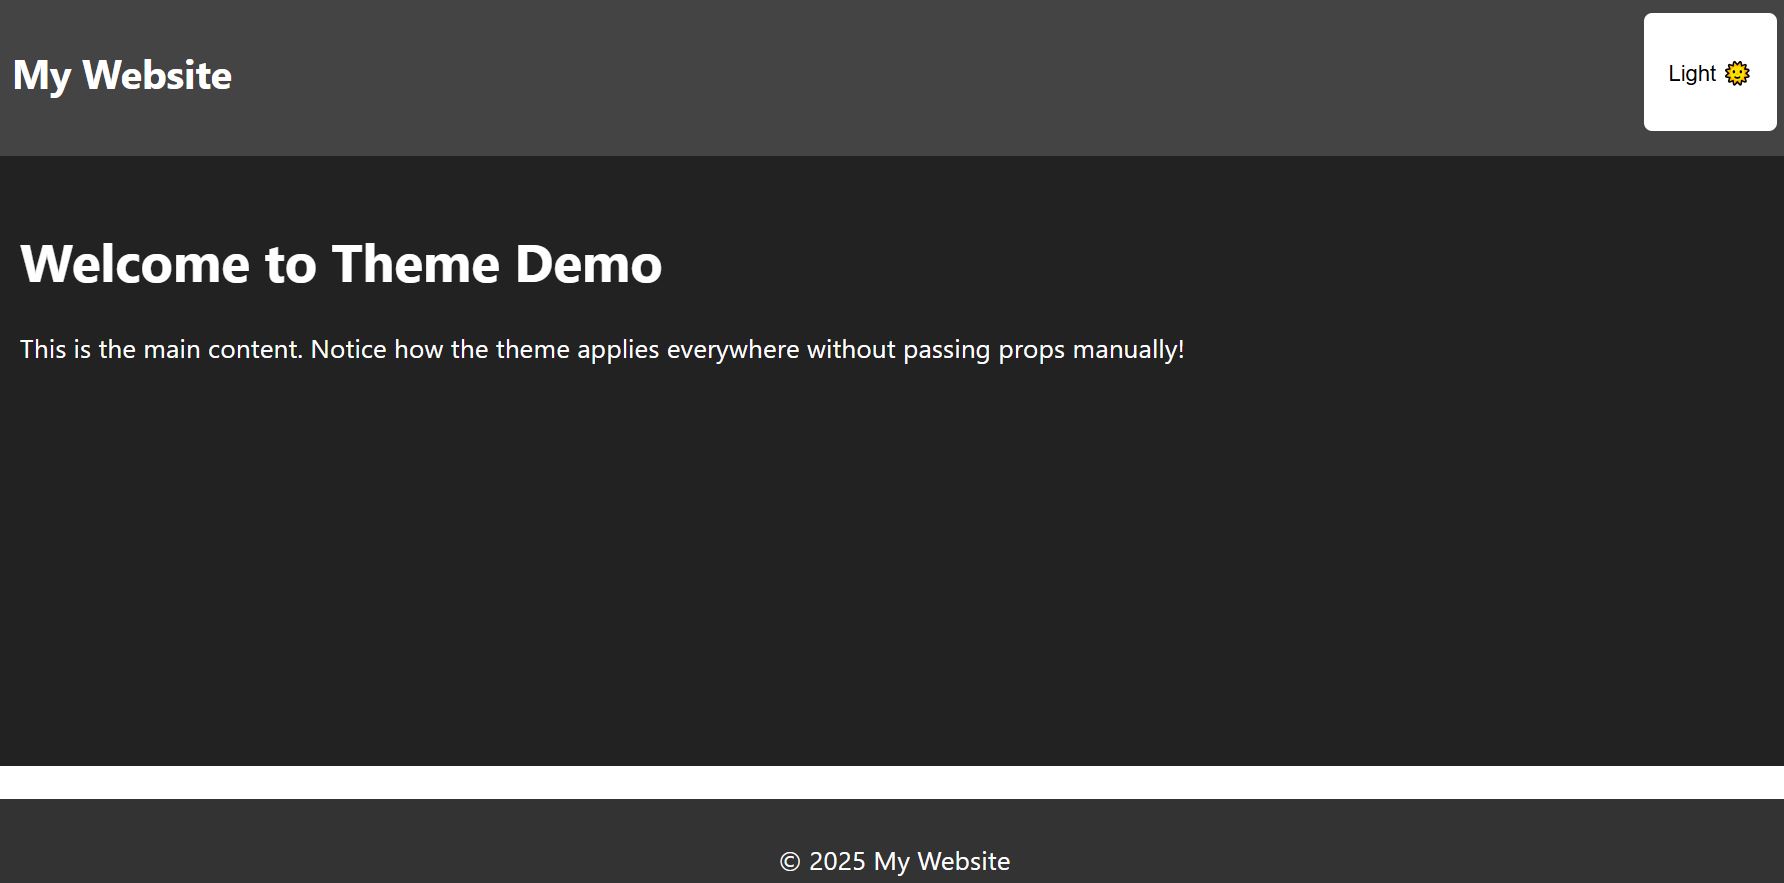 My Website
Light 🌞
Welcome to Theme Demo
This is the main content. Notice how the theme applies everywhere without passing props manually!
© 2025 My Website